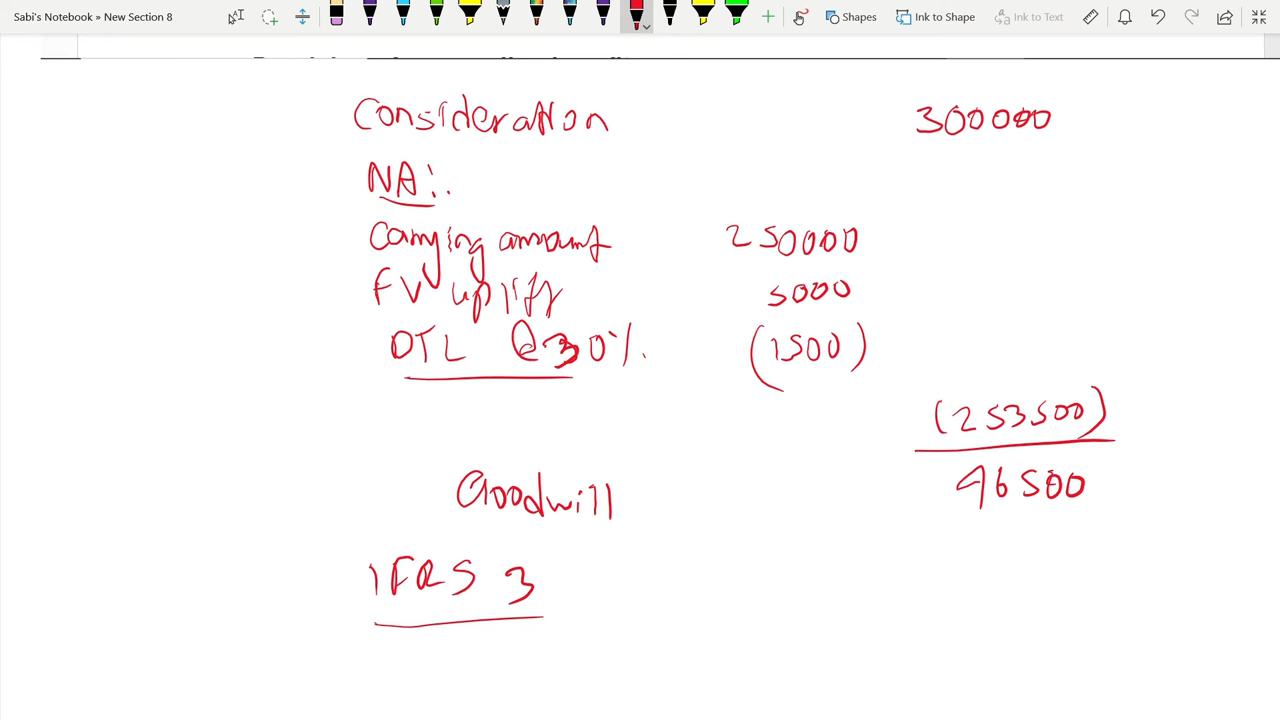 Sabi's Notebook » New Section 8
Shapes Ink to Shape Ink to Text
Consideration 300000
NA:.
Carrying amount 250000
FV uplift 5000
DTL @30% (1500)
(253500)
Goodwill 46500
IFRS 3